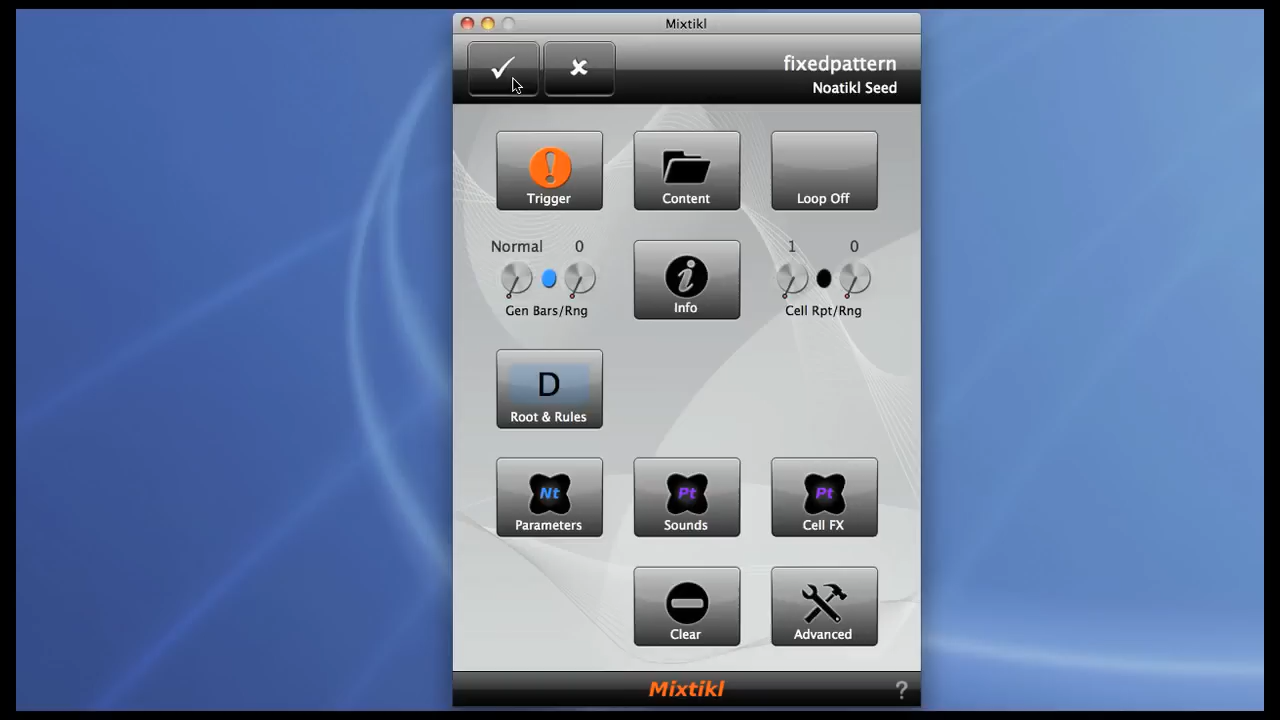 Mixtikl
fixedpattern
Noatikl Seed
Trigger
Content
Loop Off
Normal 0
1 0
Gen Bars/Rng
Info
Cell Rpt/Rng
D
Root & Rules
Nt
Pt
Pt
Parameters
Sounds
Cell FX
Clear
Advanced
Mixtikl
?